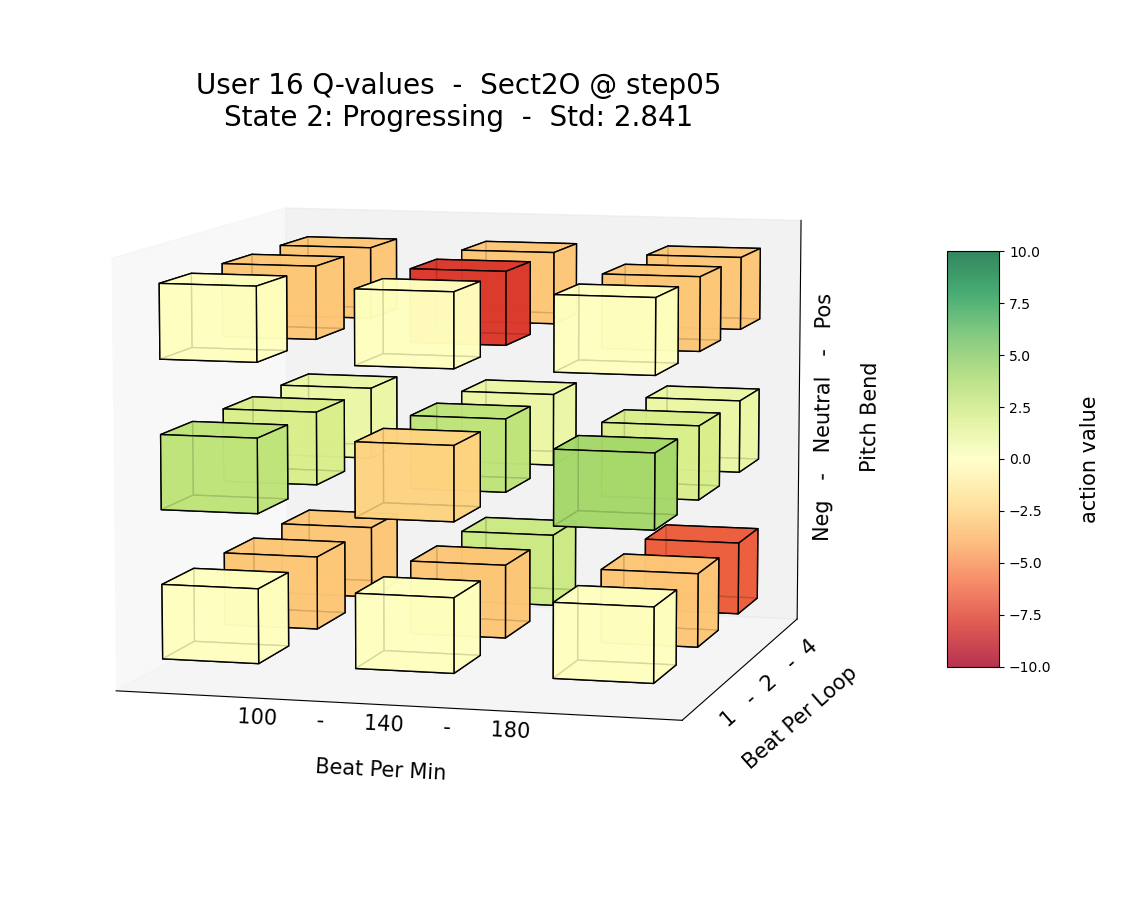 User 16 Q-values  -  Sect2O @ step05
State 2: Progressing  -  Std: 2.841
Neg   -   Neutral   -   Pos
Pitch Bend
100   -   140   -   180
Beat Per Min
1  -  2  -  4
Beat Per Loop
10.0
7.5
5.0
2.5
0.0
−2.5
−5.0
−7.5
−10.0
action value